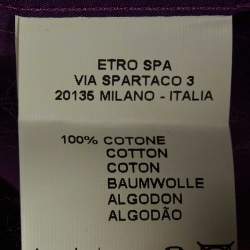 ETRO SPA
VIA SPARTACO 3
20135 MILANO - ITALIA
100% COTONE
COTTON
COTON
BAUMWOLLE
ALGODON
ALGODÃO